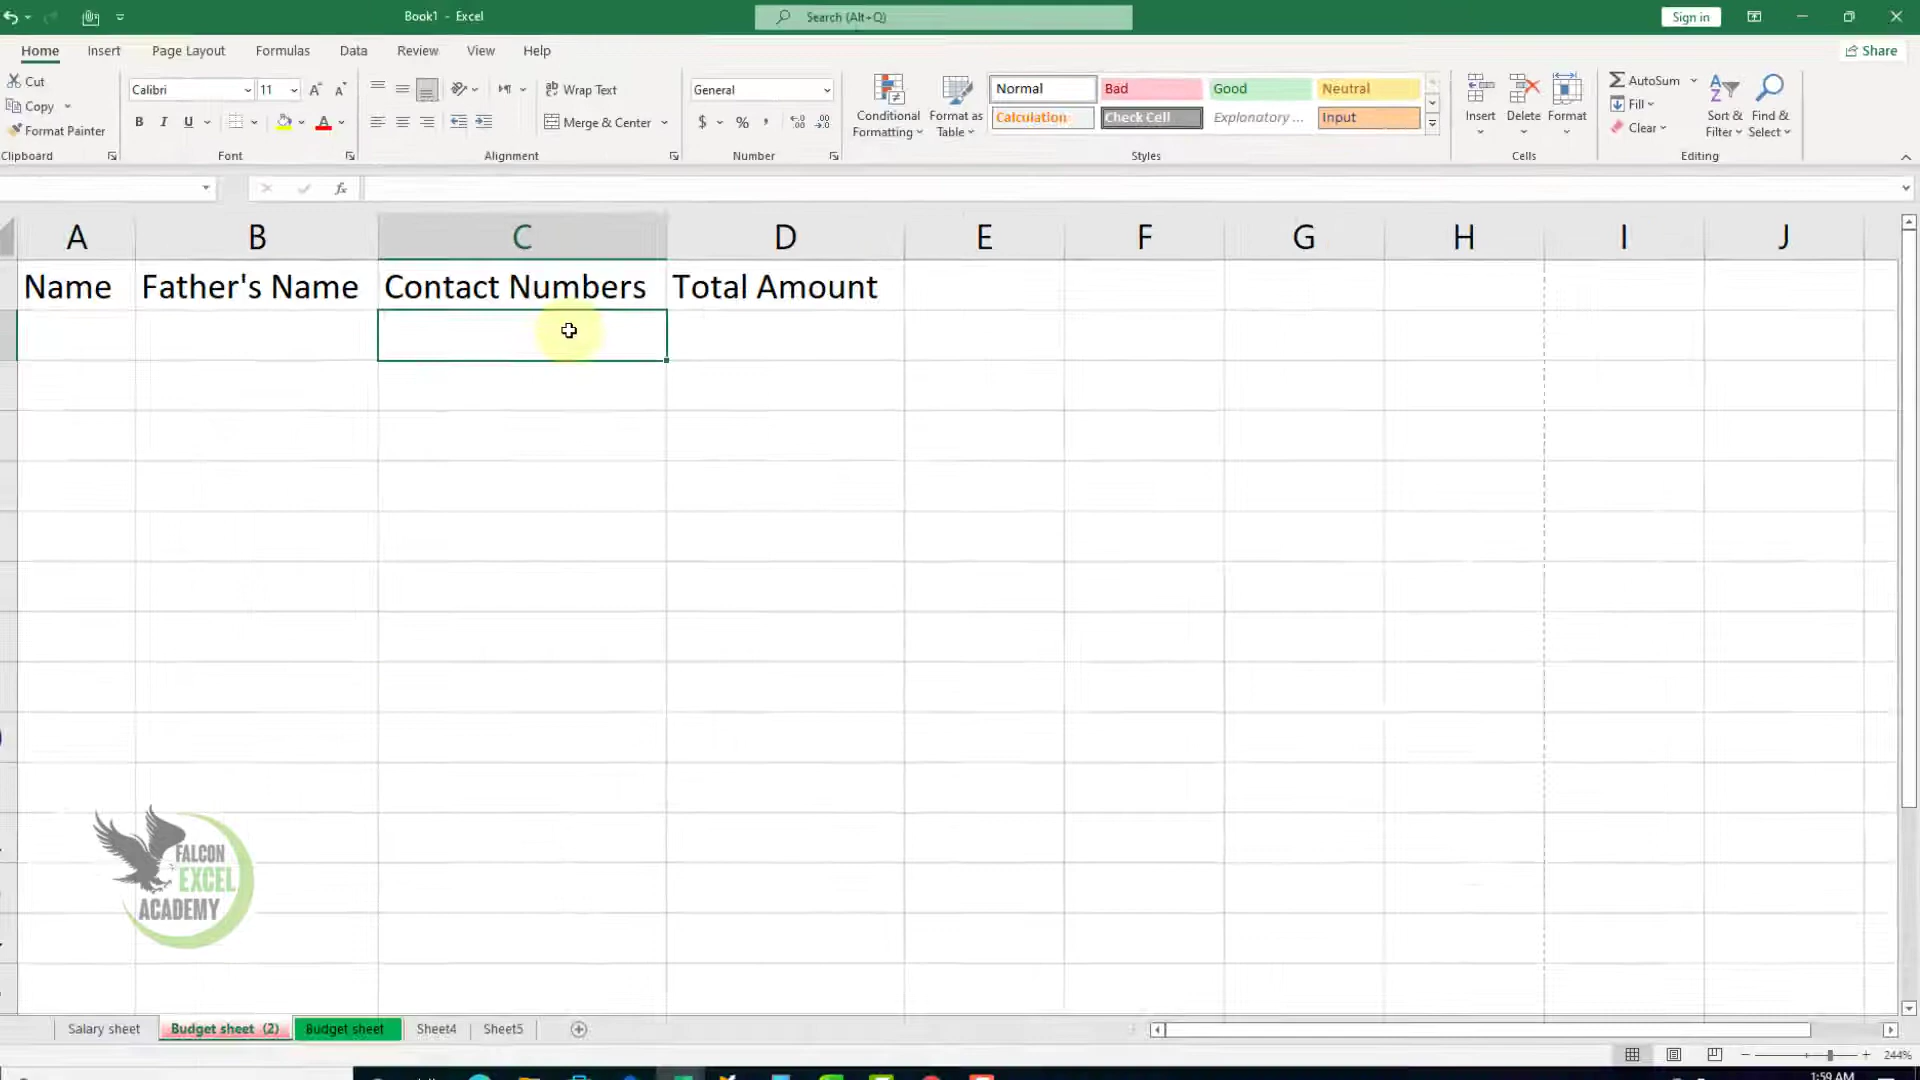 Book1 - Excel
Search (Alt+Q)
Sign in
Home Insert Page Layout Formulas Data Review View Help
Share
Cut
Copy
Format Painter
Clipboard
Calibri 11
B I U
Font
Wrap Text
Merge & Center
Alignment
General
$ % ,
Number
Conditional Formatting
Format as Table
Normal Bad Good Neutral
Calculation Check Cell Explanatory ... Input
Styles
Insert Delete Format
Cells
AutoSum
Fill
Clear
Sort & Filter
Find & Select
Editing
fx
A B C D E F G H I J
Name Father's Name Contact Numbers Total Amount
FALCON
EXCEL
ACADEMY
Salary sheet Budget sheet (2) Budget sheet Sheet4 Sheet5
244%
1:59 AM